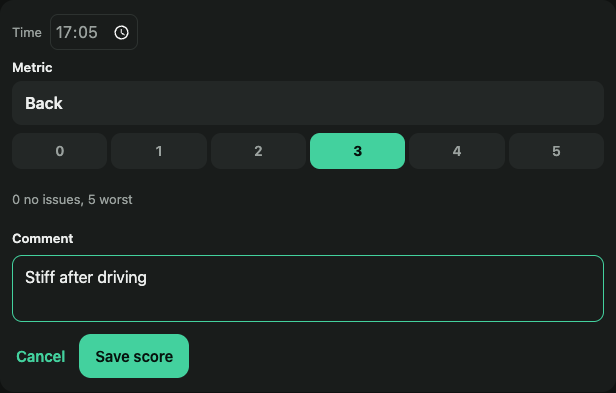 Time 17:05
Metric
Back
0 1 2 3 4 5
0 no issues, 5 worst
Comment
Stiff after driving
Cancel Save score